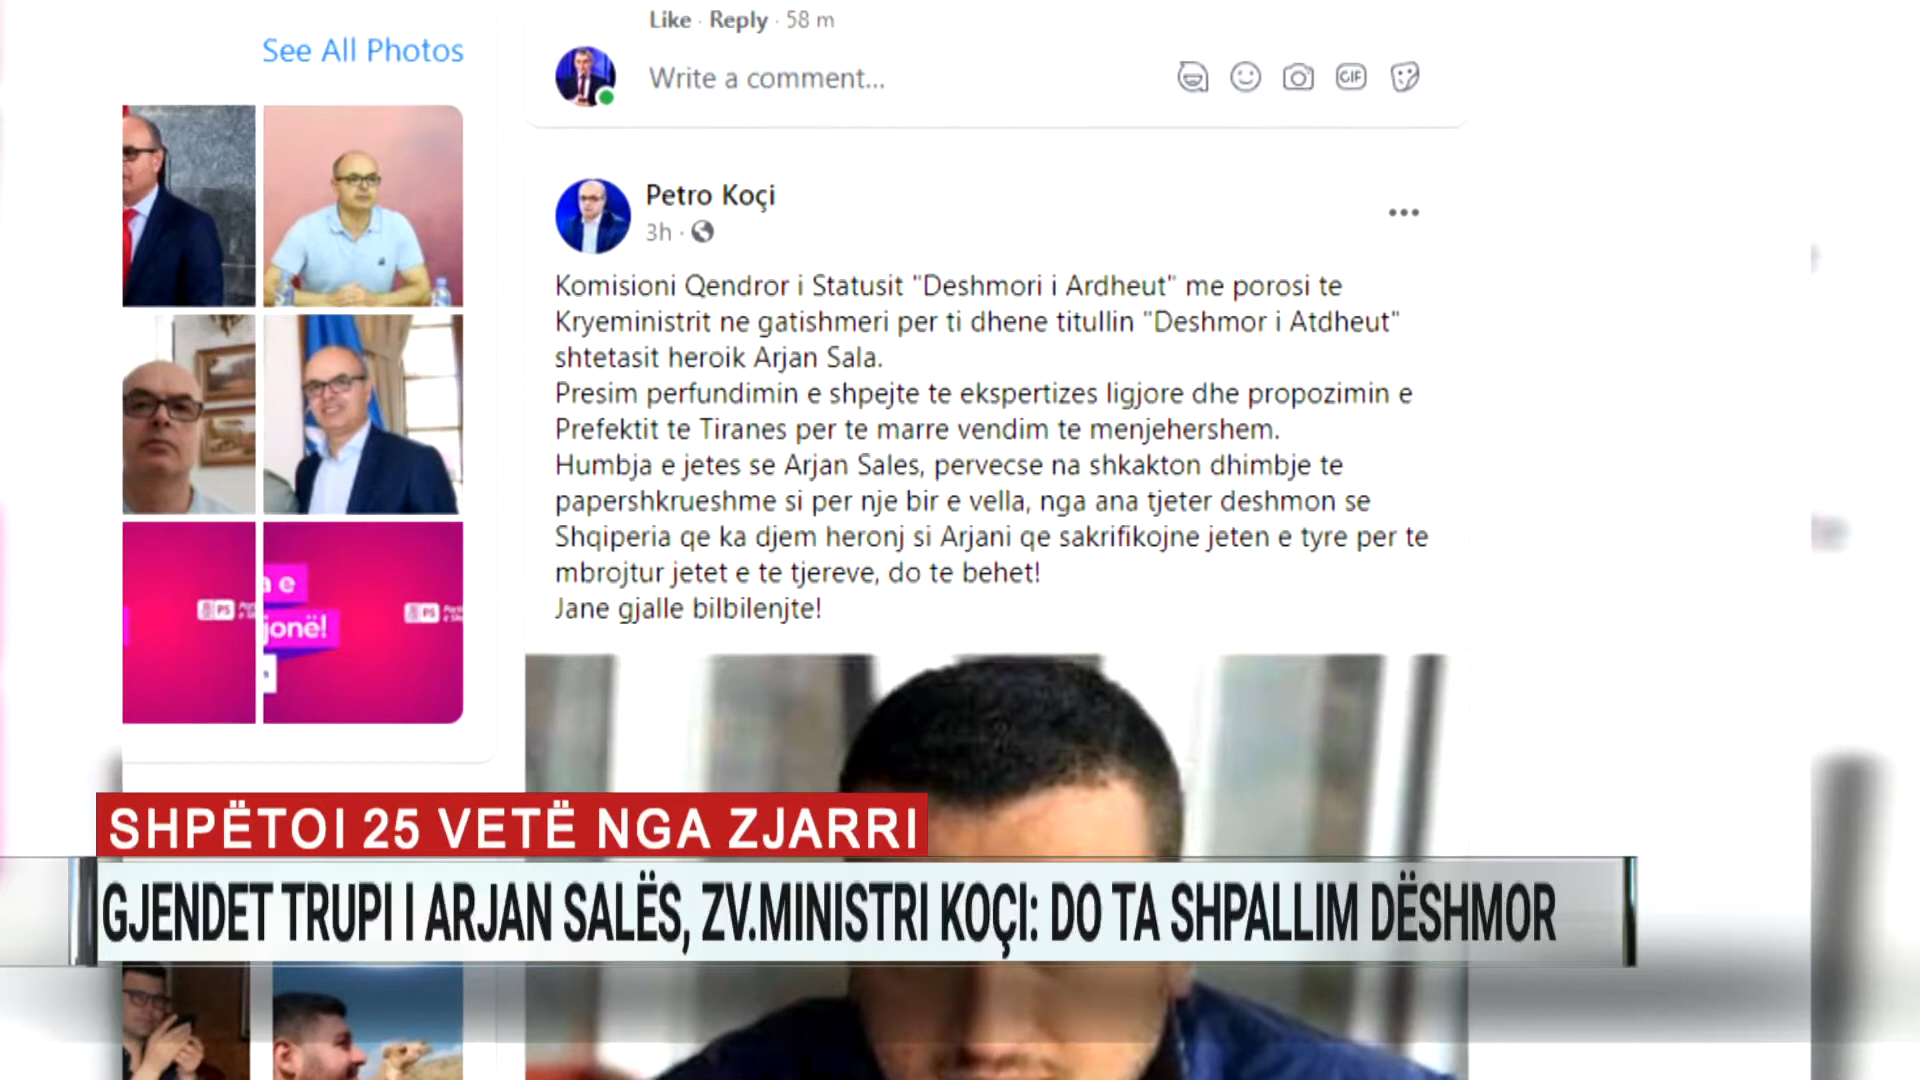 Like · Reply · 58 m
See All Photos
Write a comment...
GIF
Petro Koçi
3h ·
Komisioni Qendror i Statusit "Deshmori i Ardheut" me porosi te
Kryeministrit ne gatishmeri per ti dhene titullin "Deshmor i Atdheut"
shtetasit heroik Arjan Sala.
Presim perfundimin e shpejte te ekspertizes ligjore dhe propozimin e
Prefektit te Tiranes per te marre vendim te menjehershem.
Humbja e jetes se Arjan Sales, pervecse na shkakton dhimbje te
papershkrueshme si per nje bir e vella, nga ana tjeter deshmon se
Shqiperia qe ka djem heronj si Arjani qe sakrifikojne jeten e tyre per te
mbrojtur jetet e te tjereve, do te behet!
Jane gjalle bilbilenjte!
a e
jonë!
PS
PS
SHPËTOI 25 VETË NGA ZJARRI
GJENDET TRUPI I ARJAN SALËS, ZV.MINISTRI KOÇI: DO TA SHPALLIM DËSHMOR